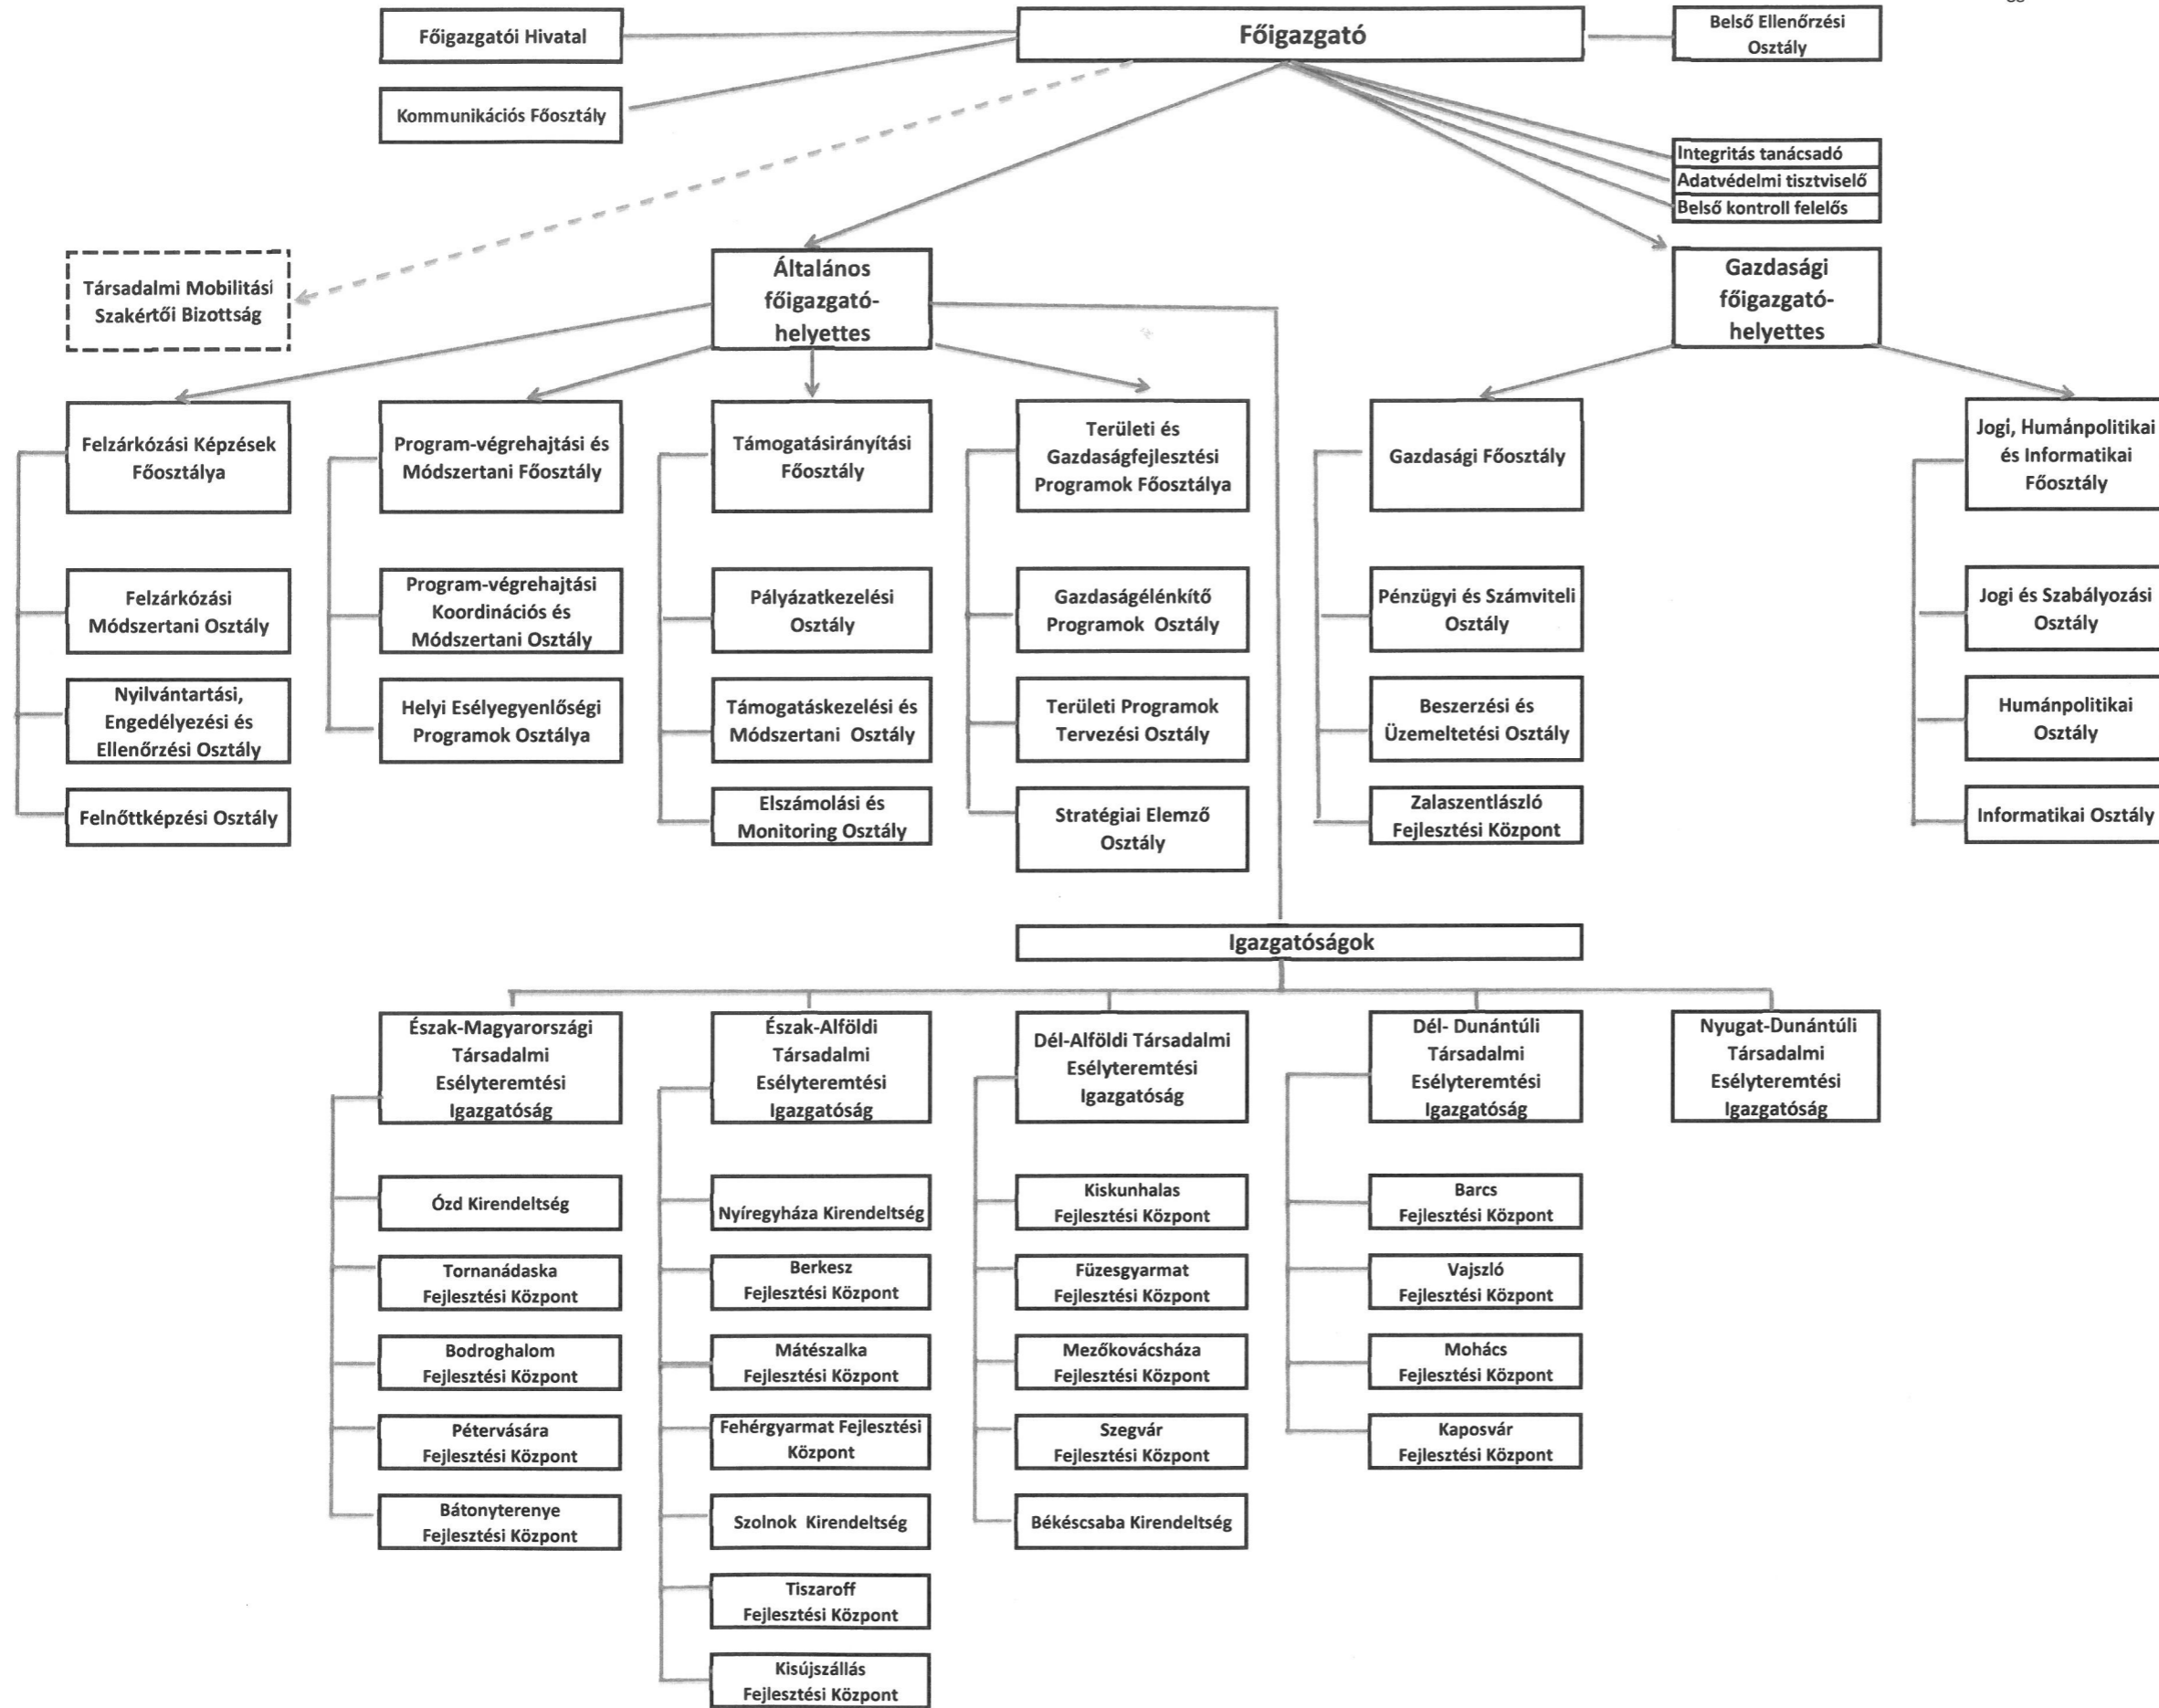 Főigazgatói Hivatal
Főigazgató
Belső Ellenőrzési
Osztály
Kommunikációs Főosztály
Integritás tanácsadó
Adatvédelmi tisztviselő
Belső kontroll felelős
Társadalmi Mobilitási
Szakértői Bizottság
Általános
főigazgató-
helyettes
Gazdasági
főigazgató-
helyettes
Felzárkózási Képzések
Főosztálya
Program-végrehajtási és
Módszertani Főosztály
Támogatásirányítási
Főosztály
Területi és
Gazdaságfejlesztési
Programok Főosztálya
Gazdasági Főosztály
Jogi, Humánpolitikai
és Informatikai
Főosztály
Felzárkózási
Módszertani Osztály
Program-végrehajtási
Koordinációs és
Módszertani Osztály
Pályázatkezelési
Osztály
Gazdaságélénkítő
Programok Osztály
Pénzügyi és Számviteli
Osztály
Jogi és Szabályozási
Osztály
Nyilvántartási,
Engedélyezési és
Ellenőrzési Osztály
Helyi Esélyegyenlőségi
Programok Osztálya
Támogatáskezelési és
Módszertani Osztály
Területi Programok
Tervezési Osztály
Beszerzési és
Üzemeltetési Osztály
Humánpolitikai
Osztály
Felnőttképzési Osztály
Elszámolási és
Monitoring Osztály
Stratégiai Elemző
Osztály
Zalaszentlászló
Fejlesztési Központ
Informatikai Osztály
Igazgatóságok
Észak-Magyarországi
Társadalmi
Esélyteremtési
Igazgatóság
Észak-Alföldi
Társadalmi
Esélyteremtési
Igazgatóság
Dél-Alföldi Társadalmi
Esélyteremtési
Igazgatóság
Dél- Dunántúli
Társadalmi
Esélyteremtési
Igazgatóság
Nyugat-Dunántúli
Társadalmi
Esélyteremtési
Igazgatóság
Ózd Kirendeltség
Nyíregyháza Kirendeltség
Kiskunhalas
Fejlesztési Központ
Barcs
Fejlesztési Központ
Tornanádaska
Fejlesztési Központ
Berkesz
Fejlesztési Központ
Füzesgyarmat
Fejlesztési Központ
Vajszló
Fejlesztési Központ
Bodroghalom
Fejlesztési Központ
Mátészalka
Fejlesztési Központ
Mezőkovácsháza
Fejlesztési Központ
Mohács
Fejlesztési Központ
Pétervására
Fejlesztési Központ
Fehérgyarmat Fejlesztési
Központ
Szegvár
Fejlesztési Központ
Kaposvár
Fejlesztési Központ
Bátonyterenye
Fejlesztési Központ
Szolnok Kirendeltség
Békéscsaba Kirendeltség
Tiszaroff
Fejlesztési Központ
Kisújszállás
Fejlesztési Központ